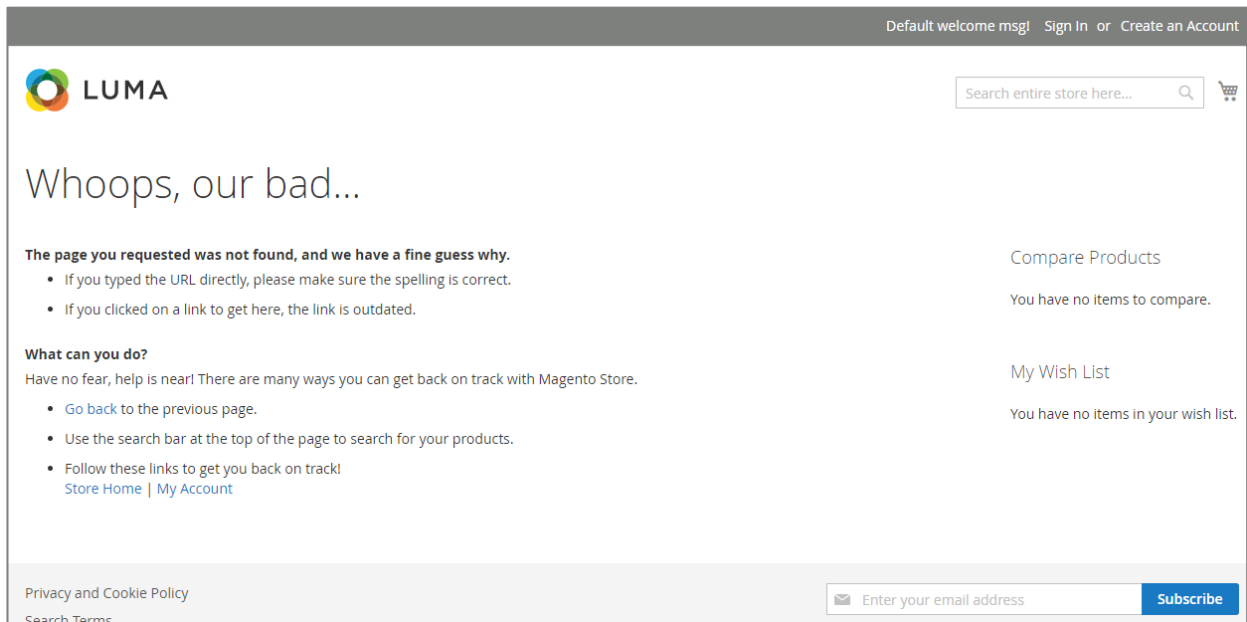 Default welcome msg! Sign In or Create an Account
LUMA
Search entire store here...
Whoops, our bad...
The page you requested was not found, and we have a fine guess why.
• If you typed the URL directly, please make sure the spelling is correct.
• If you clicked on a link to get here, the link is outdated.
What can you do?
Have no fear, help is near! There are many ways you can get back on track with Magento Store.
• Go back to the previous page.
• Use the search bar at the top of the page to search for your products.
• Follow these links to get you back on track!
Store Home | My Account
Compare Products
You have no items to compare.
My Wish List
You have no items in your wish list.
Privacy and Cookie Policy
Search Terms
Enter your email address
Subscribe